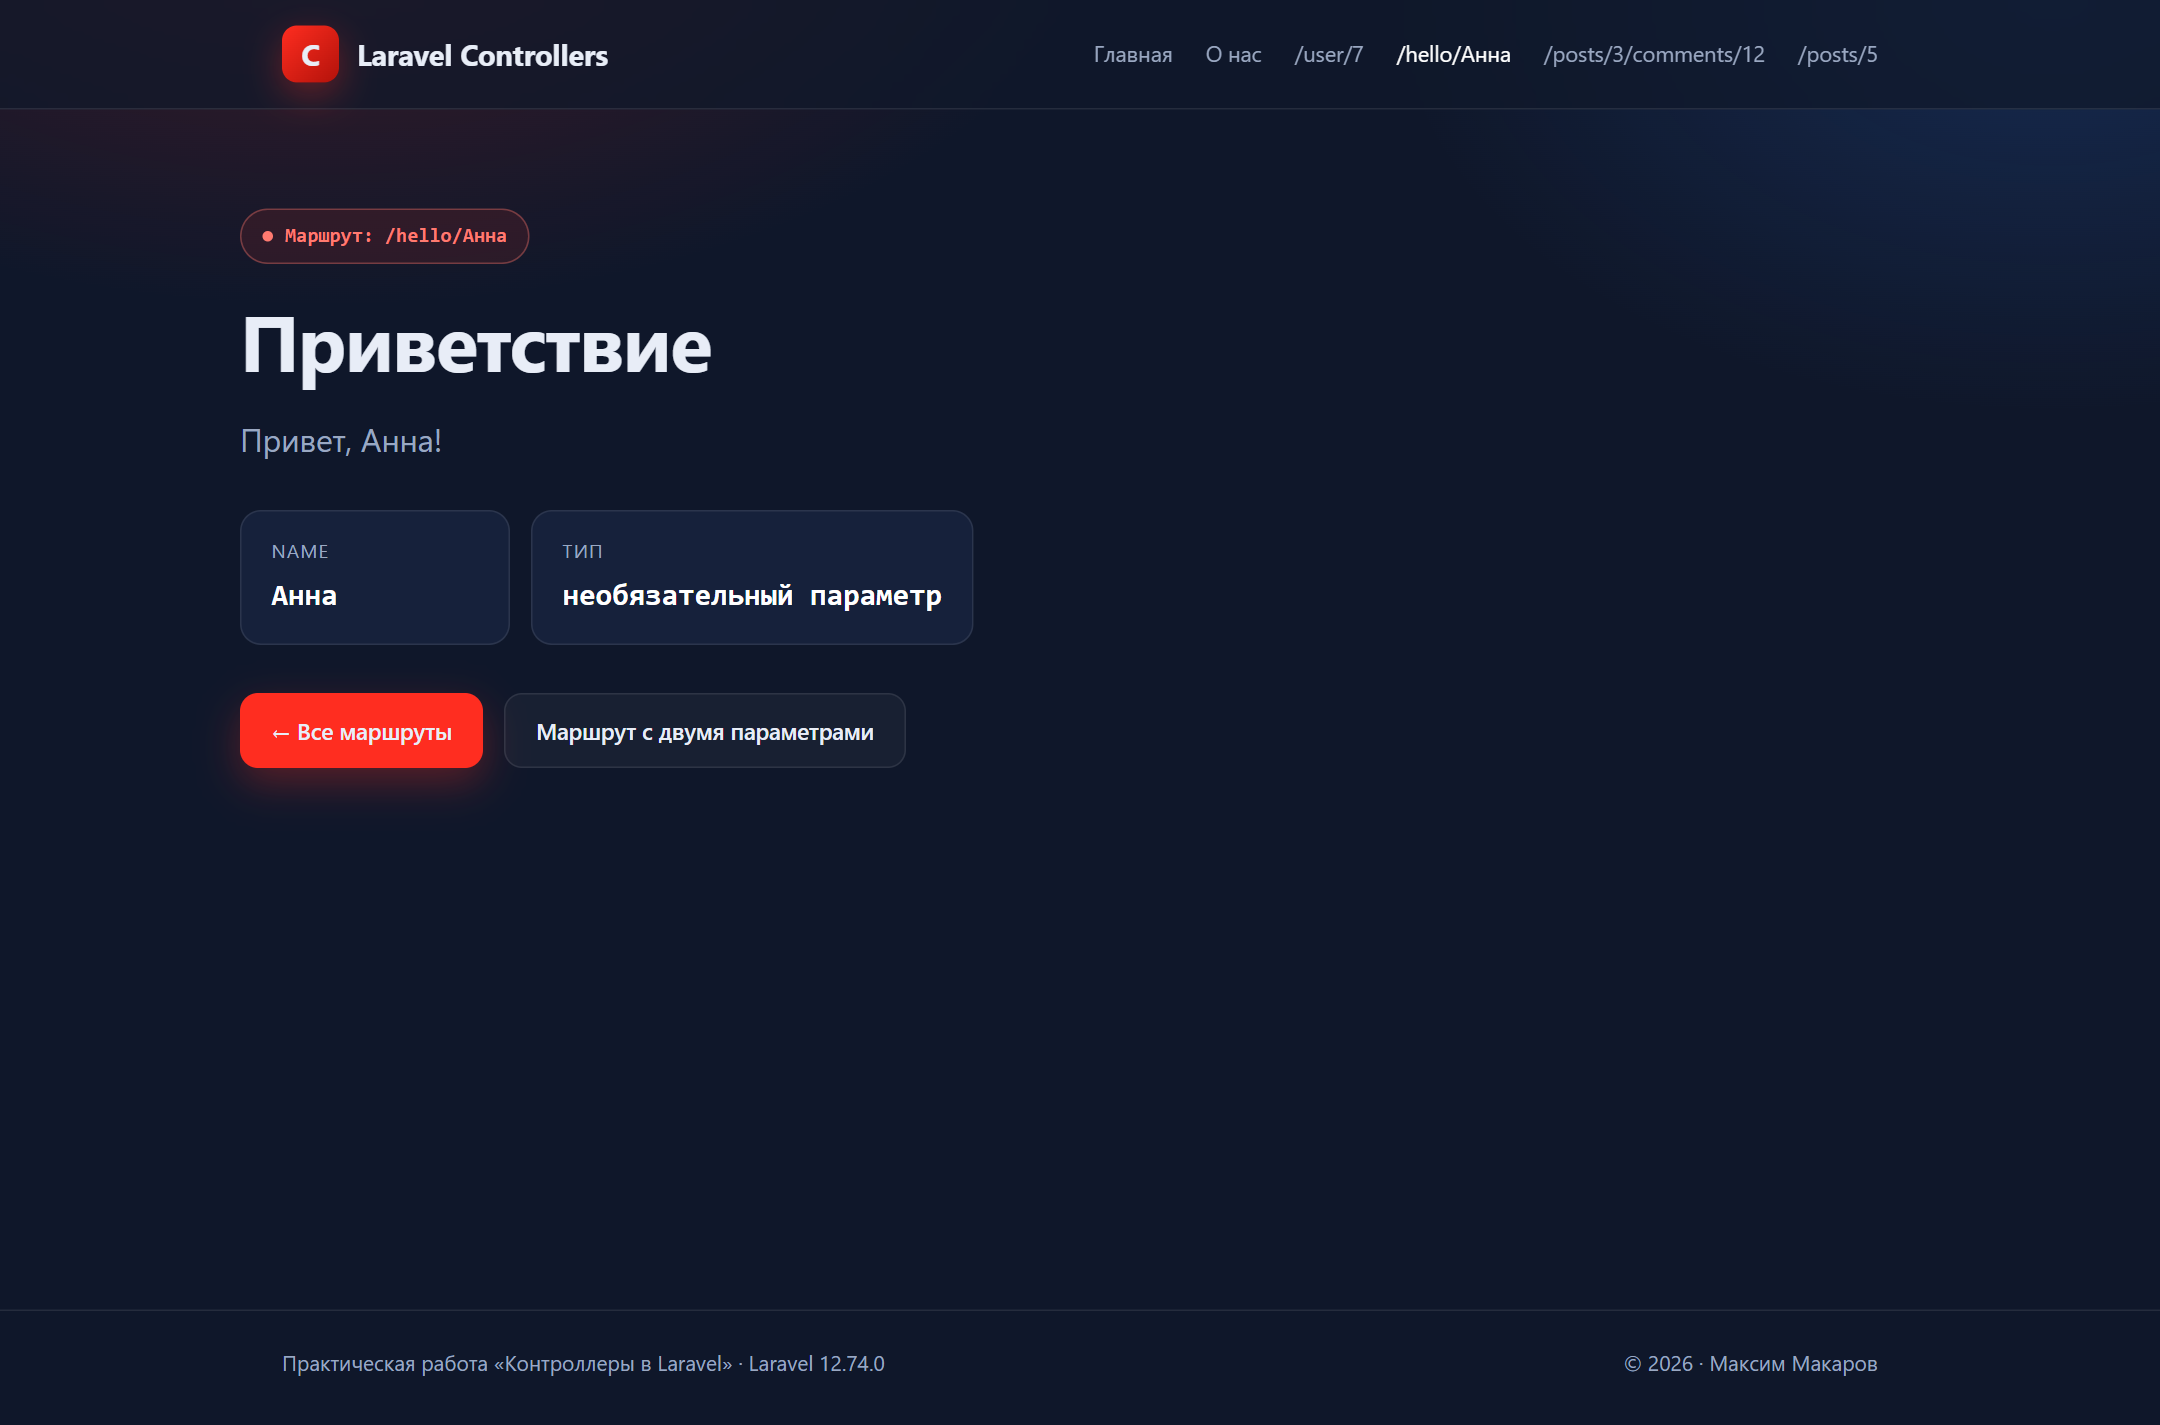 C Laravel Controllers
Главная О нас /user/7 /hello/Анна /posts/3/comments/12 /posts/5
Маршрут: /hello/Анна
Приветствие
Привет, Анна!
NAME
Анна
ТИП
необязательный параметр
← Все маршруты
Маршрут с двумя параметрами
Практическая работа «Контроллеры в Laravel» · Laravel 12.74.0
© 2026 · Максим Макаров